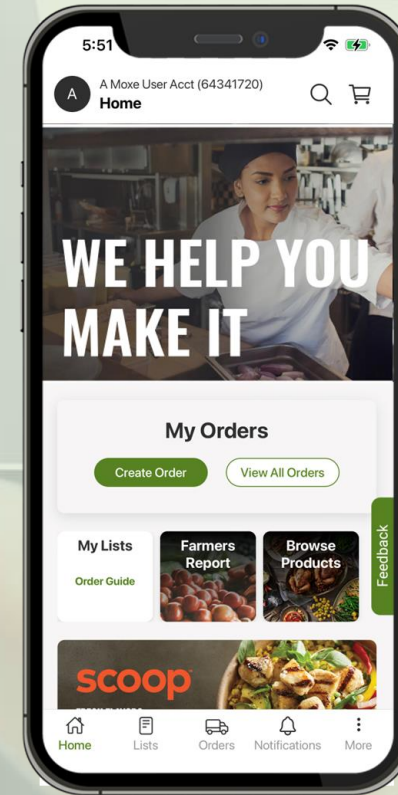 5:51
A
A Moxe User Acct (64341720)
Home
WE HELP YOU
MAKE IT
My Orders
Create Order
View All Orders
My Lists
Order Guide
Farmers
Report
Browse
Products
Feedback
scoop
Home
Lists
Orders
Notifications
More